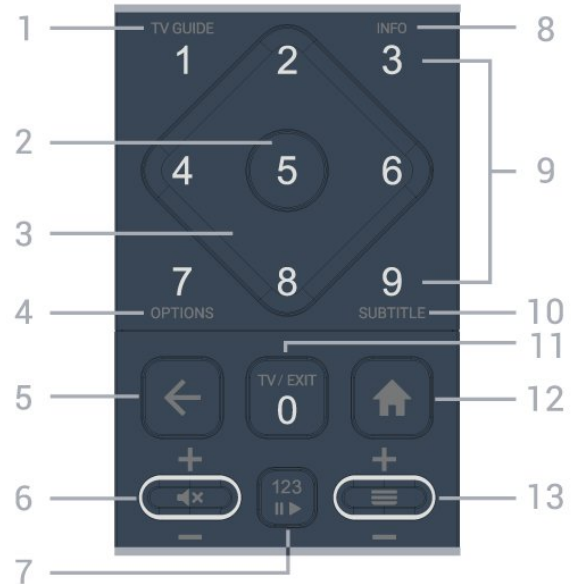 1 TV GUIDE INFO 8
1 2 3
2
4 5 6 9
3
7 8 9
4 OPTIONS SUBTITLE 10
11
5 TV / EXIT 12
0
+ +
6 13
− 123 −
7